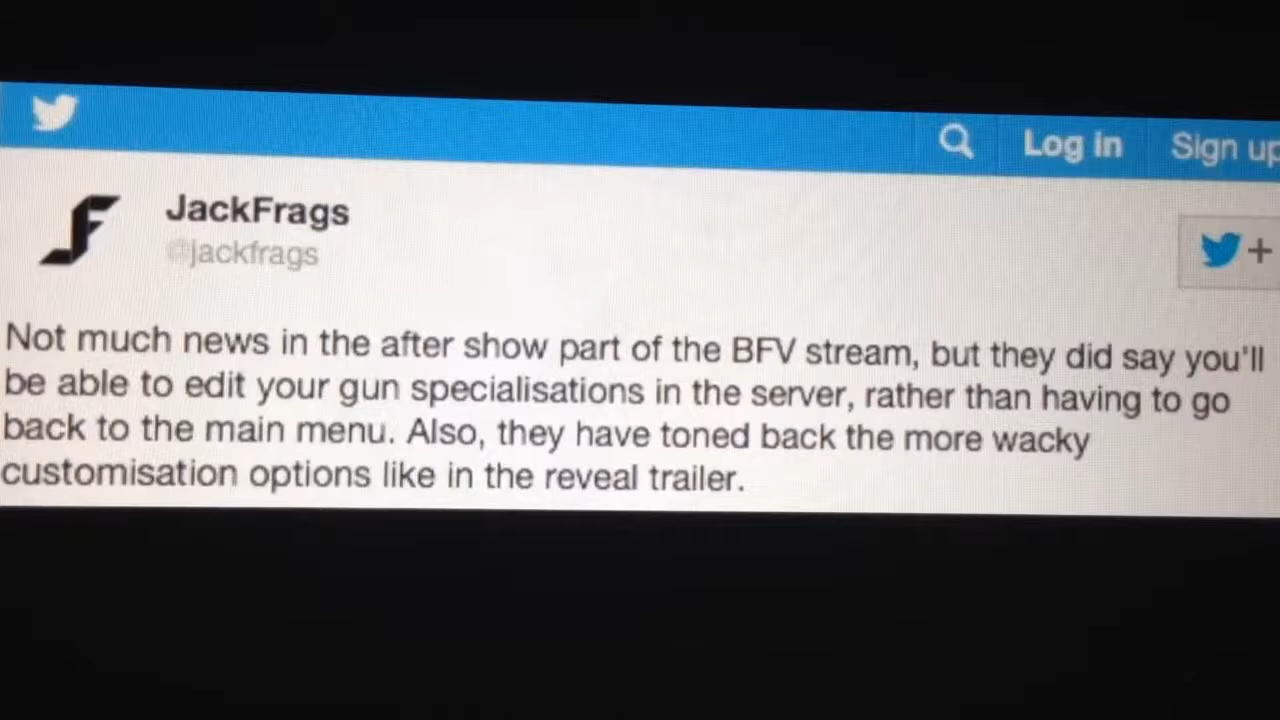 Log in Sign up
JackFrags
@jackfrags
Not much news in the after show part of the BFV stream, but they did say you'll
be able to edit your gun specialisations in the server, rather than having to go
back to the main menu. Also, they have toned back the more wacky
customisation options like in the reveal trailer.